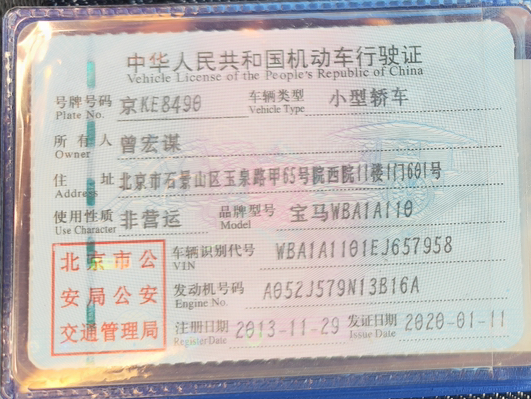 中华人民共和国机动车行驶证
Vehicle License of the People's Republic of China
号牌号码 京KE8490 车辆类型 小型轿车
Plate No. Vehicle Type
所有人 曾宏谋
Owner
住址 北京市石景山区玉泉路甲65号院西院11楼1门601号
Address
使用性质 非营运 品牌型号 宝马WBA1A110
Use Character Model
北京市公安局公安交通管理局
车辆识别代号 WBA1A1101EJ657958
VIN
发动机号码 A052J579N13B16A
Engine No.
注册日期 2013-11-29 发证日期 2020-01-11
Register Date Issue Date